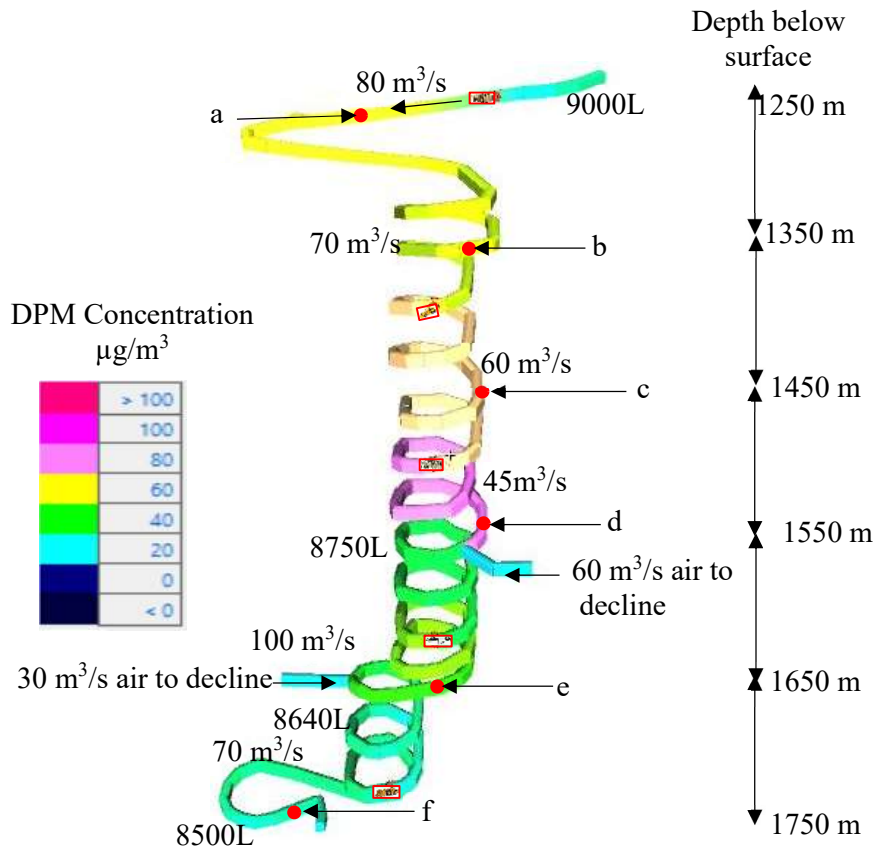 Depth below
surface
80 m³/s
a
9000L
1250 m
1350 m
70 m³/s
b
DPM Concentration
µg/m³
> 100
100
80
60
40
20
0
< 0
60 m³/s
c
1450 m
45m³/s
d
8750L
1550 m
60 m³/s air to
decline
100 m³/s
30 m³/s air to decline
e
1650 m
8640L
70 m³/s
f
8500L
1750 m